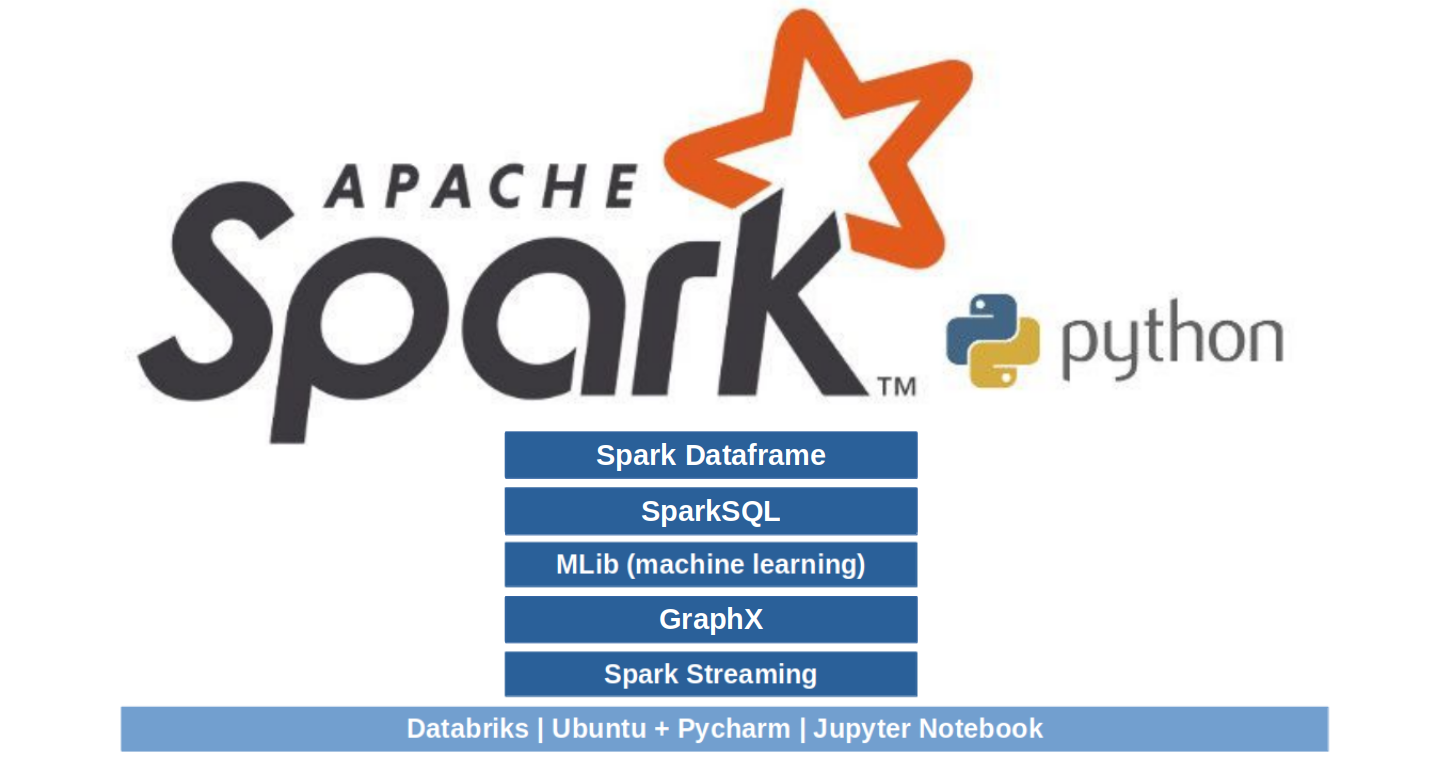 APACHE
Spark TM
python
Spark Dataframe
SparkSQL
MLib (machine learning)
GraphX
Spark Streaming
Databriks | Ubuntu + Pycharm | Jupyter Notebook